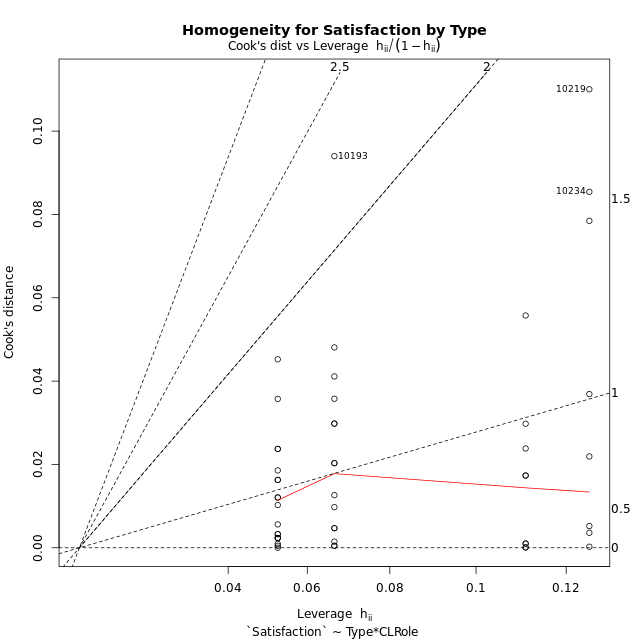 Homogeneity for Satisfaction by Type
Cook's dist vs Leverage hii/(1−hii)
2.5
2
10219
10193
10234
1.5
1
0.5
0
0.10
0.08
0.06
0.04
0.02
0.00
Cook's distance
0.04 0.06 0.08 0.1 0.12
Leverage hii
`Satisfaction` ~ Type*CLRole